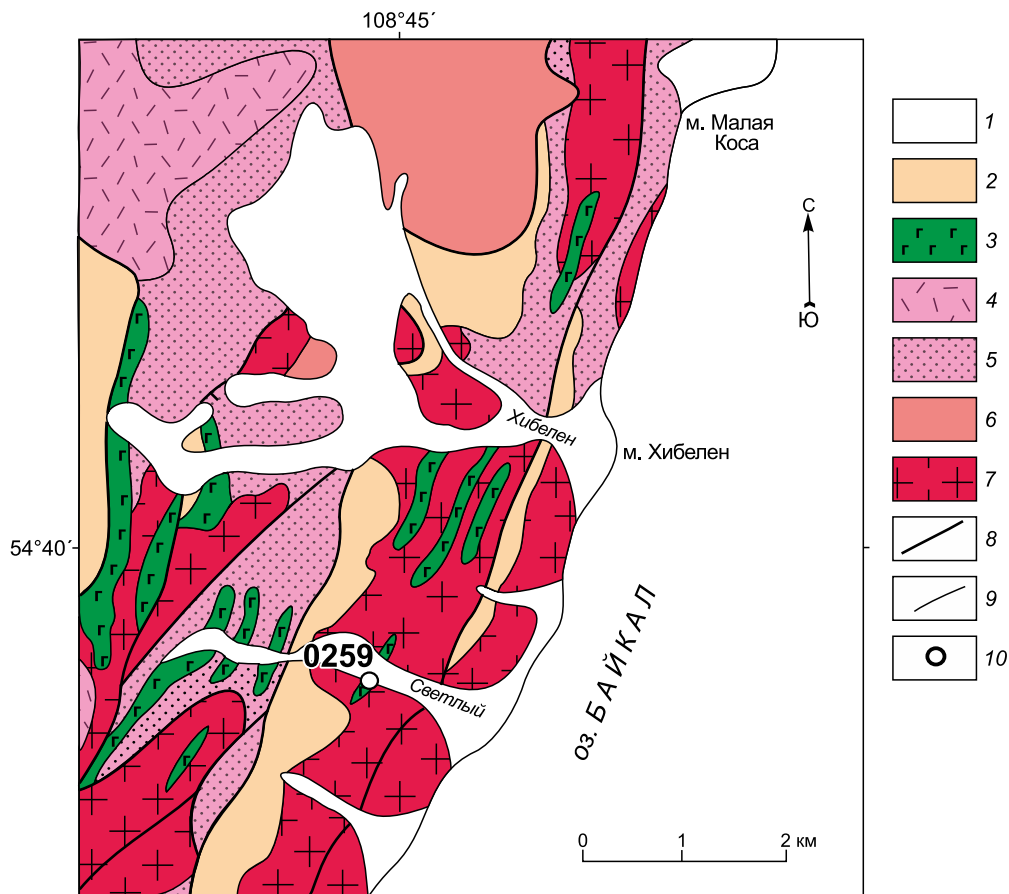 108°45´
м. Малая
Коса
1
2
3
4
5
6
7
8
9
10
С
Ю
Хибелен
м. Хибелен
54°40´
0259
Светлый
оз. БАЙКАЛ
0 1 2 км